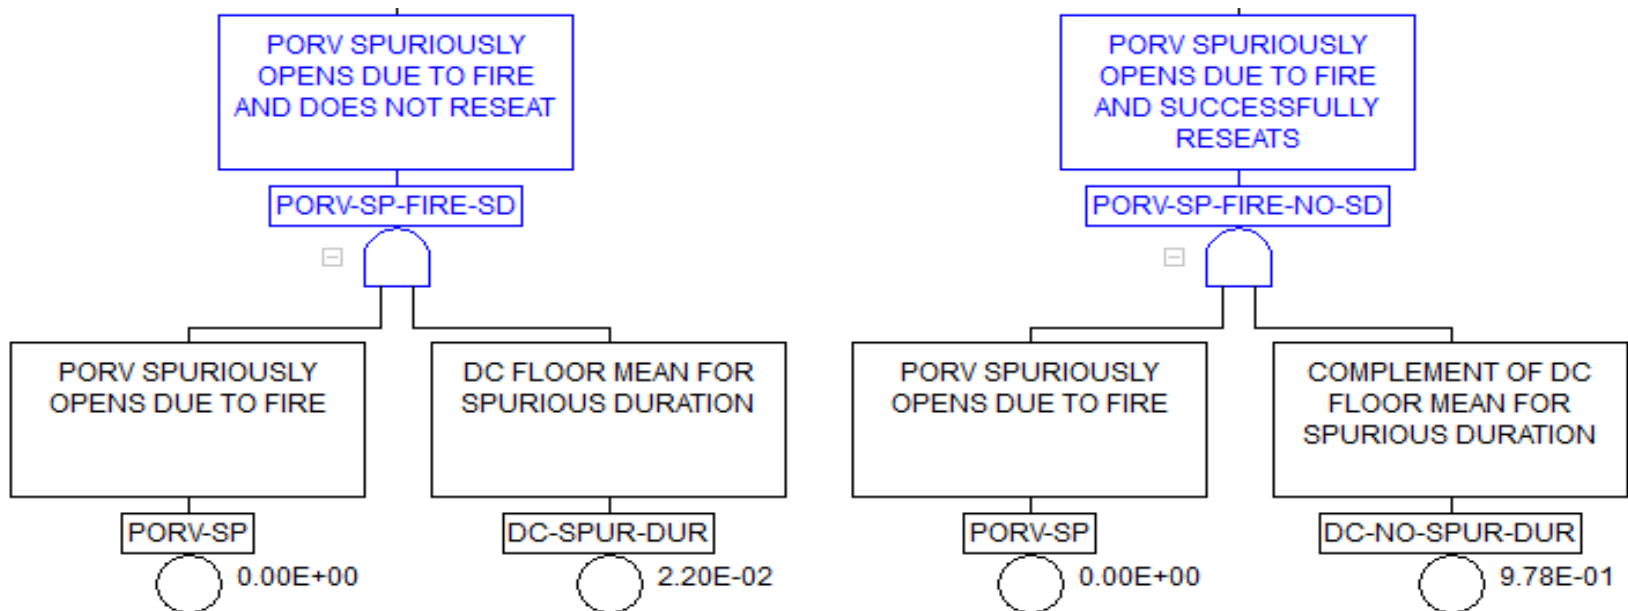 PORV SPURIOUSLY
OPENS DUE TO FIRE
AND DOES NOT RESEAT
PORV-SP-FIRE-SD
PORV SPURIOUSLY
OPENS DUE TO FIRE
PORV-SP
0.00E+00
DC FLOOR MEAN FOR
SPURIOUS DURATION
DC-SPUR-DUR
2.20E-02
PORV SPURIOUSLY
OPENS DUE TO FIRE
AND SUCCESSFULLY
RESEATS
PORV-SP-FIRE-NO-SD
PORV SPURIOUSLY
OPENS DUE TO FIRE
PORV-SP
0.00E+00
COMPLEMENT OF DC
FLOOR MEAN FOR
SPURIOUS DURATION
DC-NO-SPUR-DUR
9.78E-01